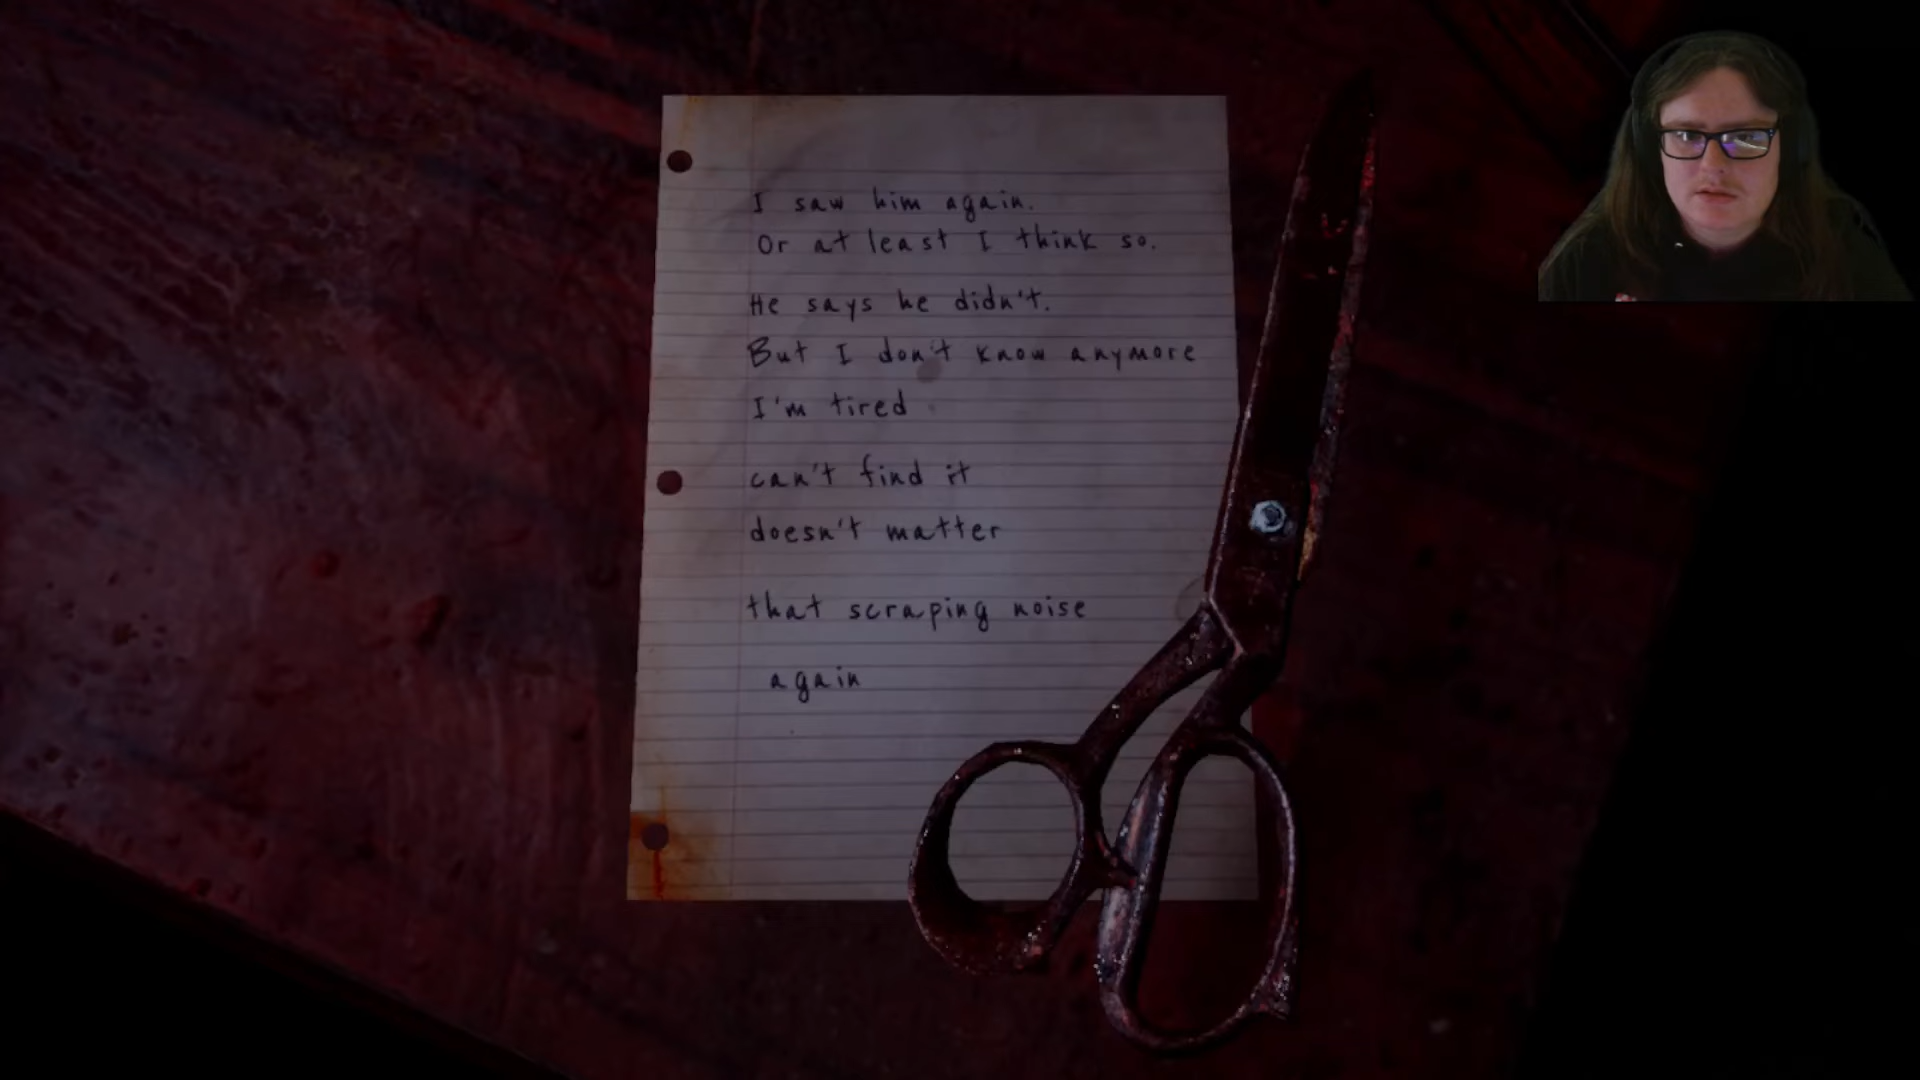 I saw him again.
Or at least I think so.
He says he didn't.
But I don't know anymore
I'm tired
can't find it
doesn't matter
that scraping noise
again